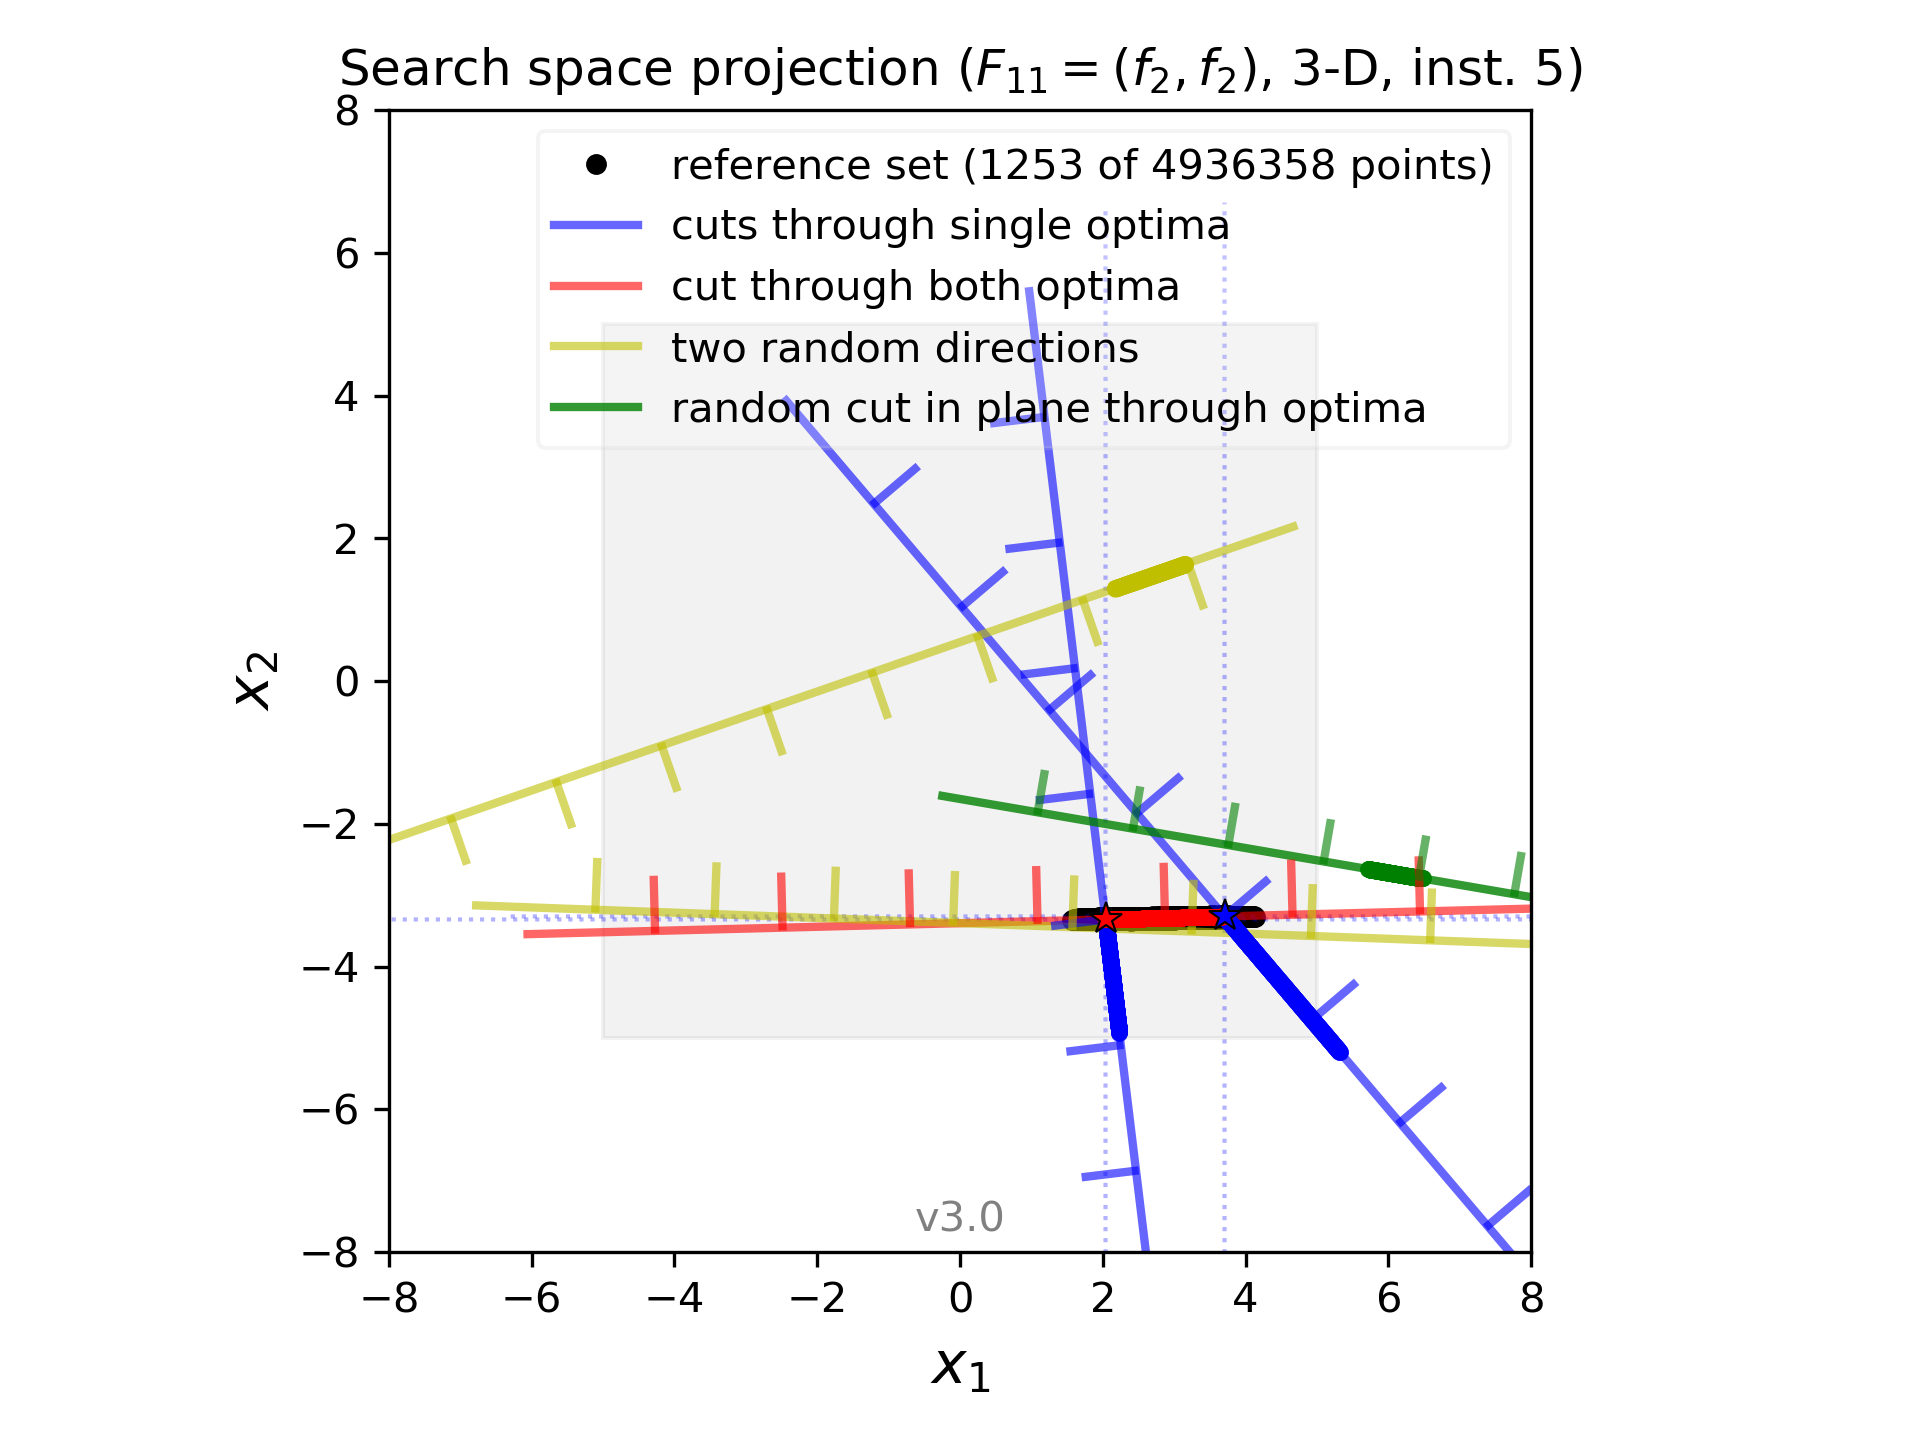 Search space projection (F₁₁ = (f₂, f₂), 3-D, inst. 5)
reference set (1253 of 4936358 points)
cuts through single optima
cut through both optima
two random directions
random cut in plane through optima
8
6
4
2
0
−2
−4
−6
−8
x₂
v3.0
−8 −6 −4 −2 0 2 4 6 8
x₁